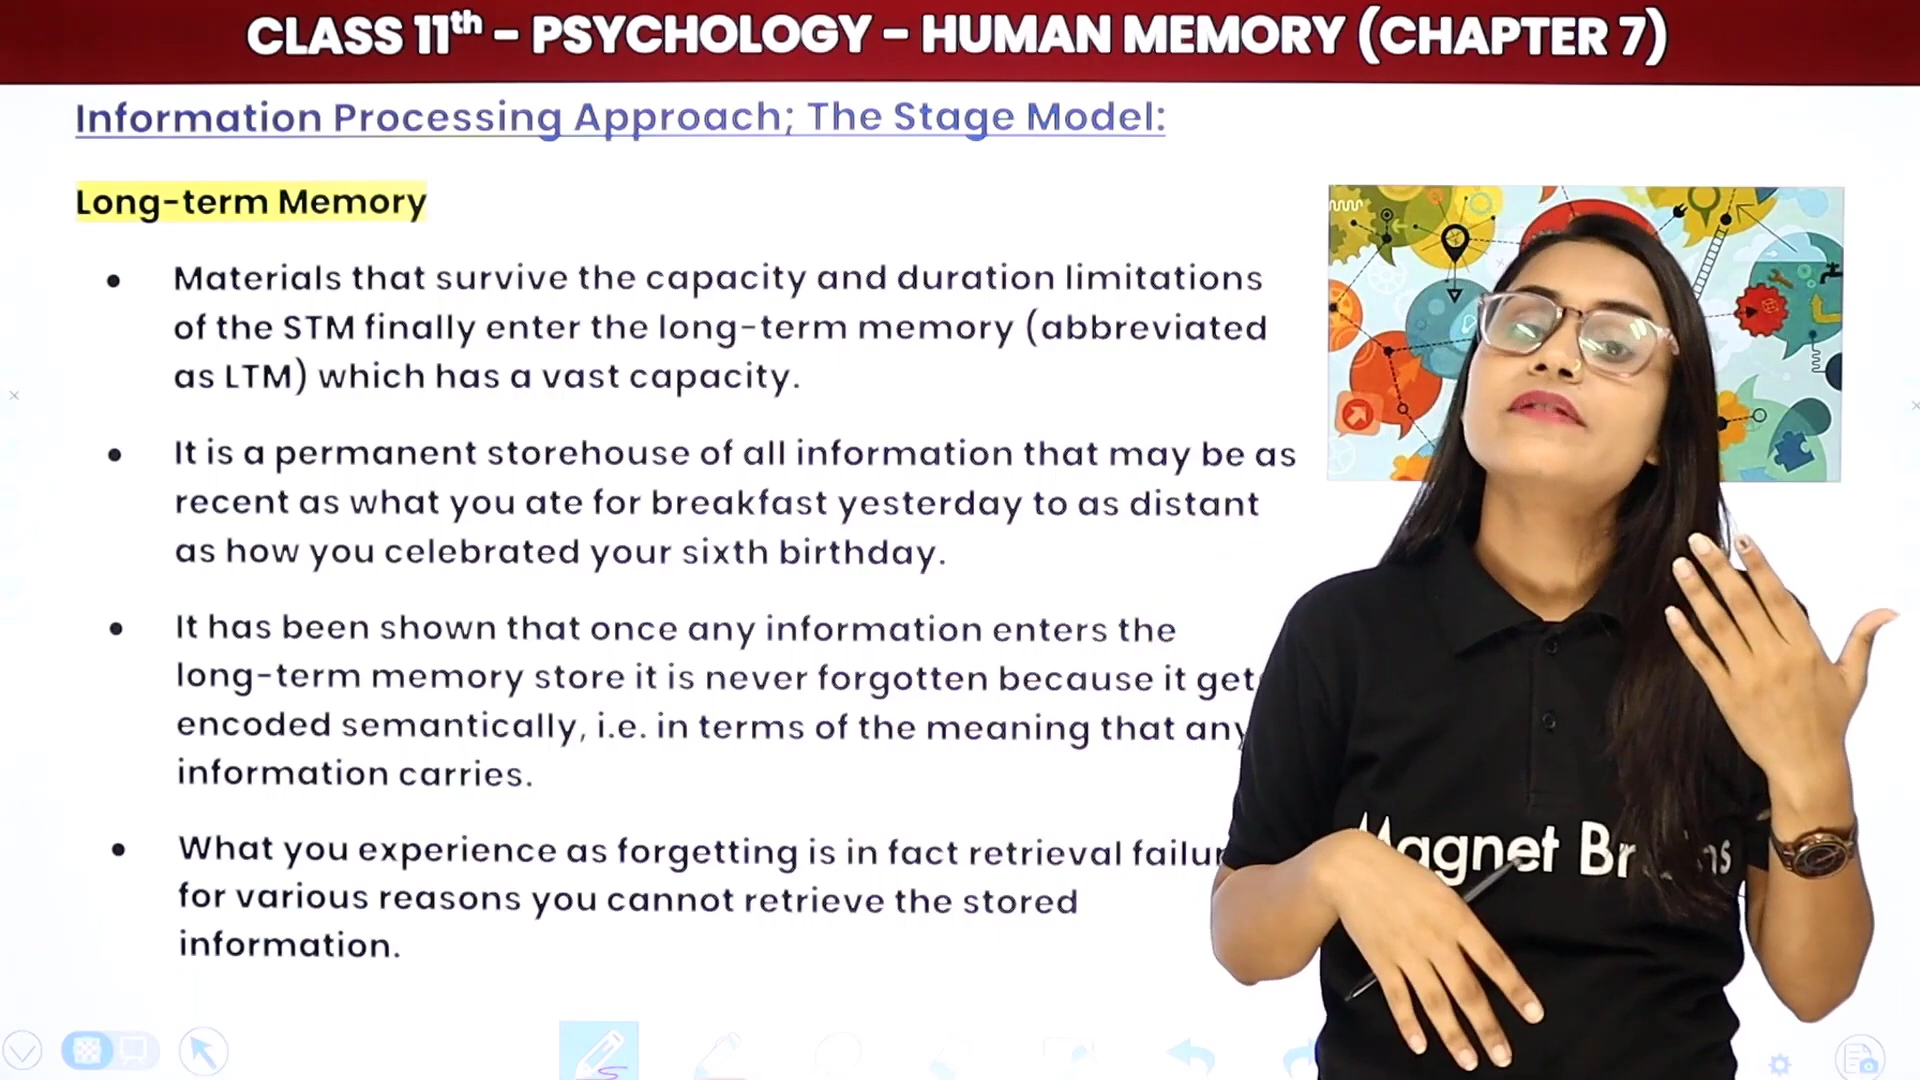 CLASS 11th - PSYCHOLOGY - HUMAN MEMORY (CHAPTER 7)
Information Processing Approach; The Stage Model:
Long-term Memory
• Materials that survive the capacity and duration limitations
of the STM finally enter the long-term memory (abbreviated
as LTM) which has a vast capacity.
• It is a permanent storehouse of all information that may be as
recent as what you ate for breakfast yesterday to as distant
as how you celebrated your sixth birthday.
• It has been shown that once any information enters the
long-term memory store it is never forgotten because it get
encoded semantically, i.e. in terms of the meaning that any
information carries.
• What you experience as forgetting is in fact retrieval
for various reasons you cannot retrieve the stored
information.
Magnet